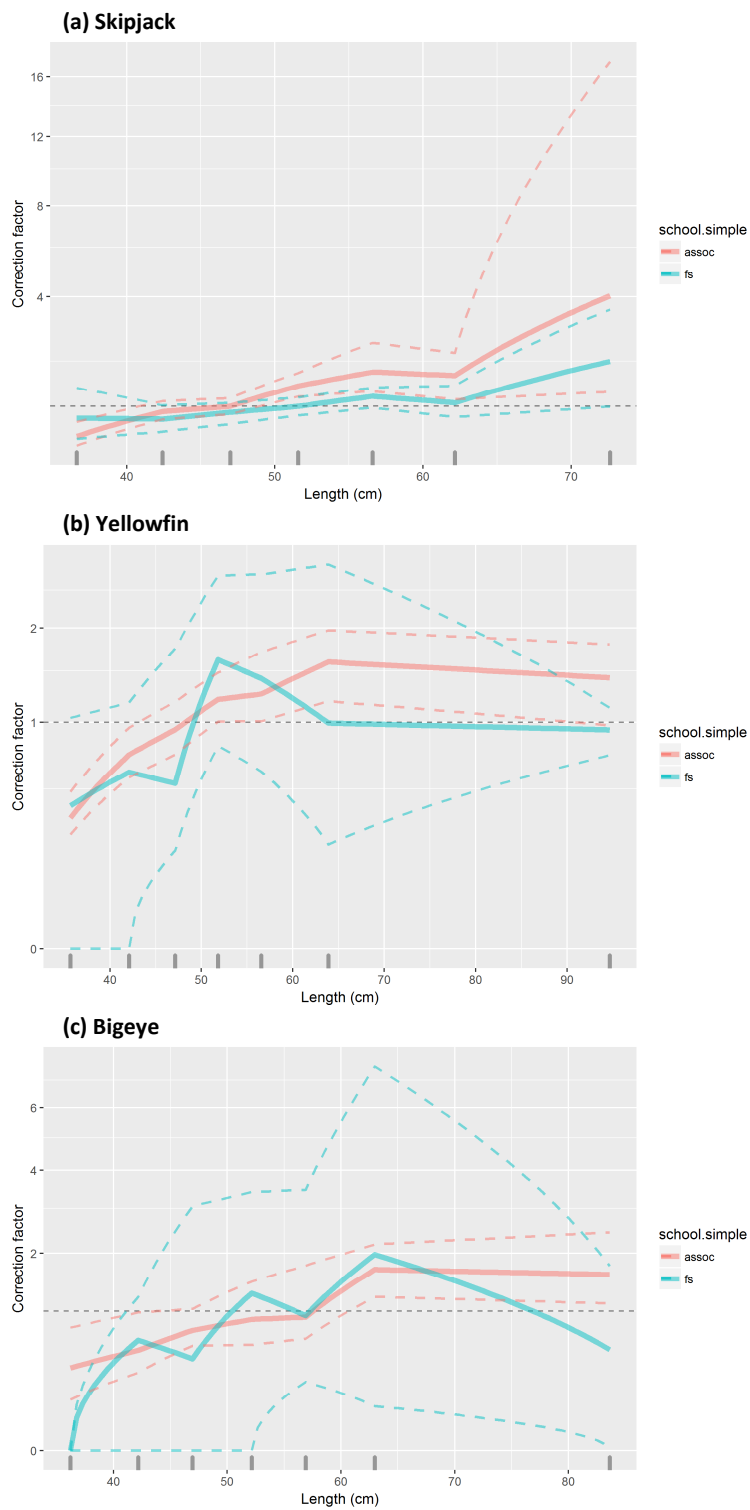 (a) Skipjack
16
12
8
4
Correction factor
40 50 60 70
Length (cm)
school.simple
assoc
fs
(b) Yellowfin
2
1
0
Correction factor
40 50 60 70 80 90
Length (cm)
school.simple
assoc
fs
(c) Bigeye
6
4
2
0
Correction factor
40 50 60 70 80
Length (cm)
school.simple
assoc
fs